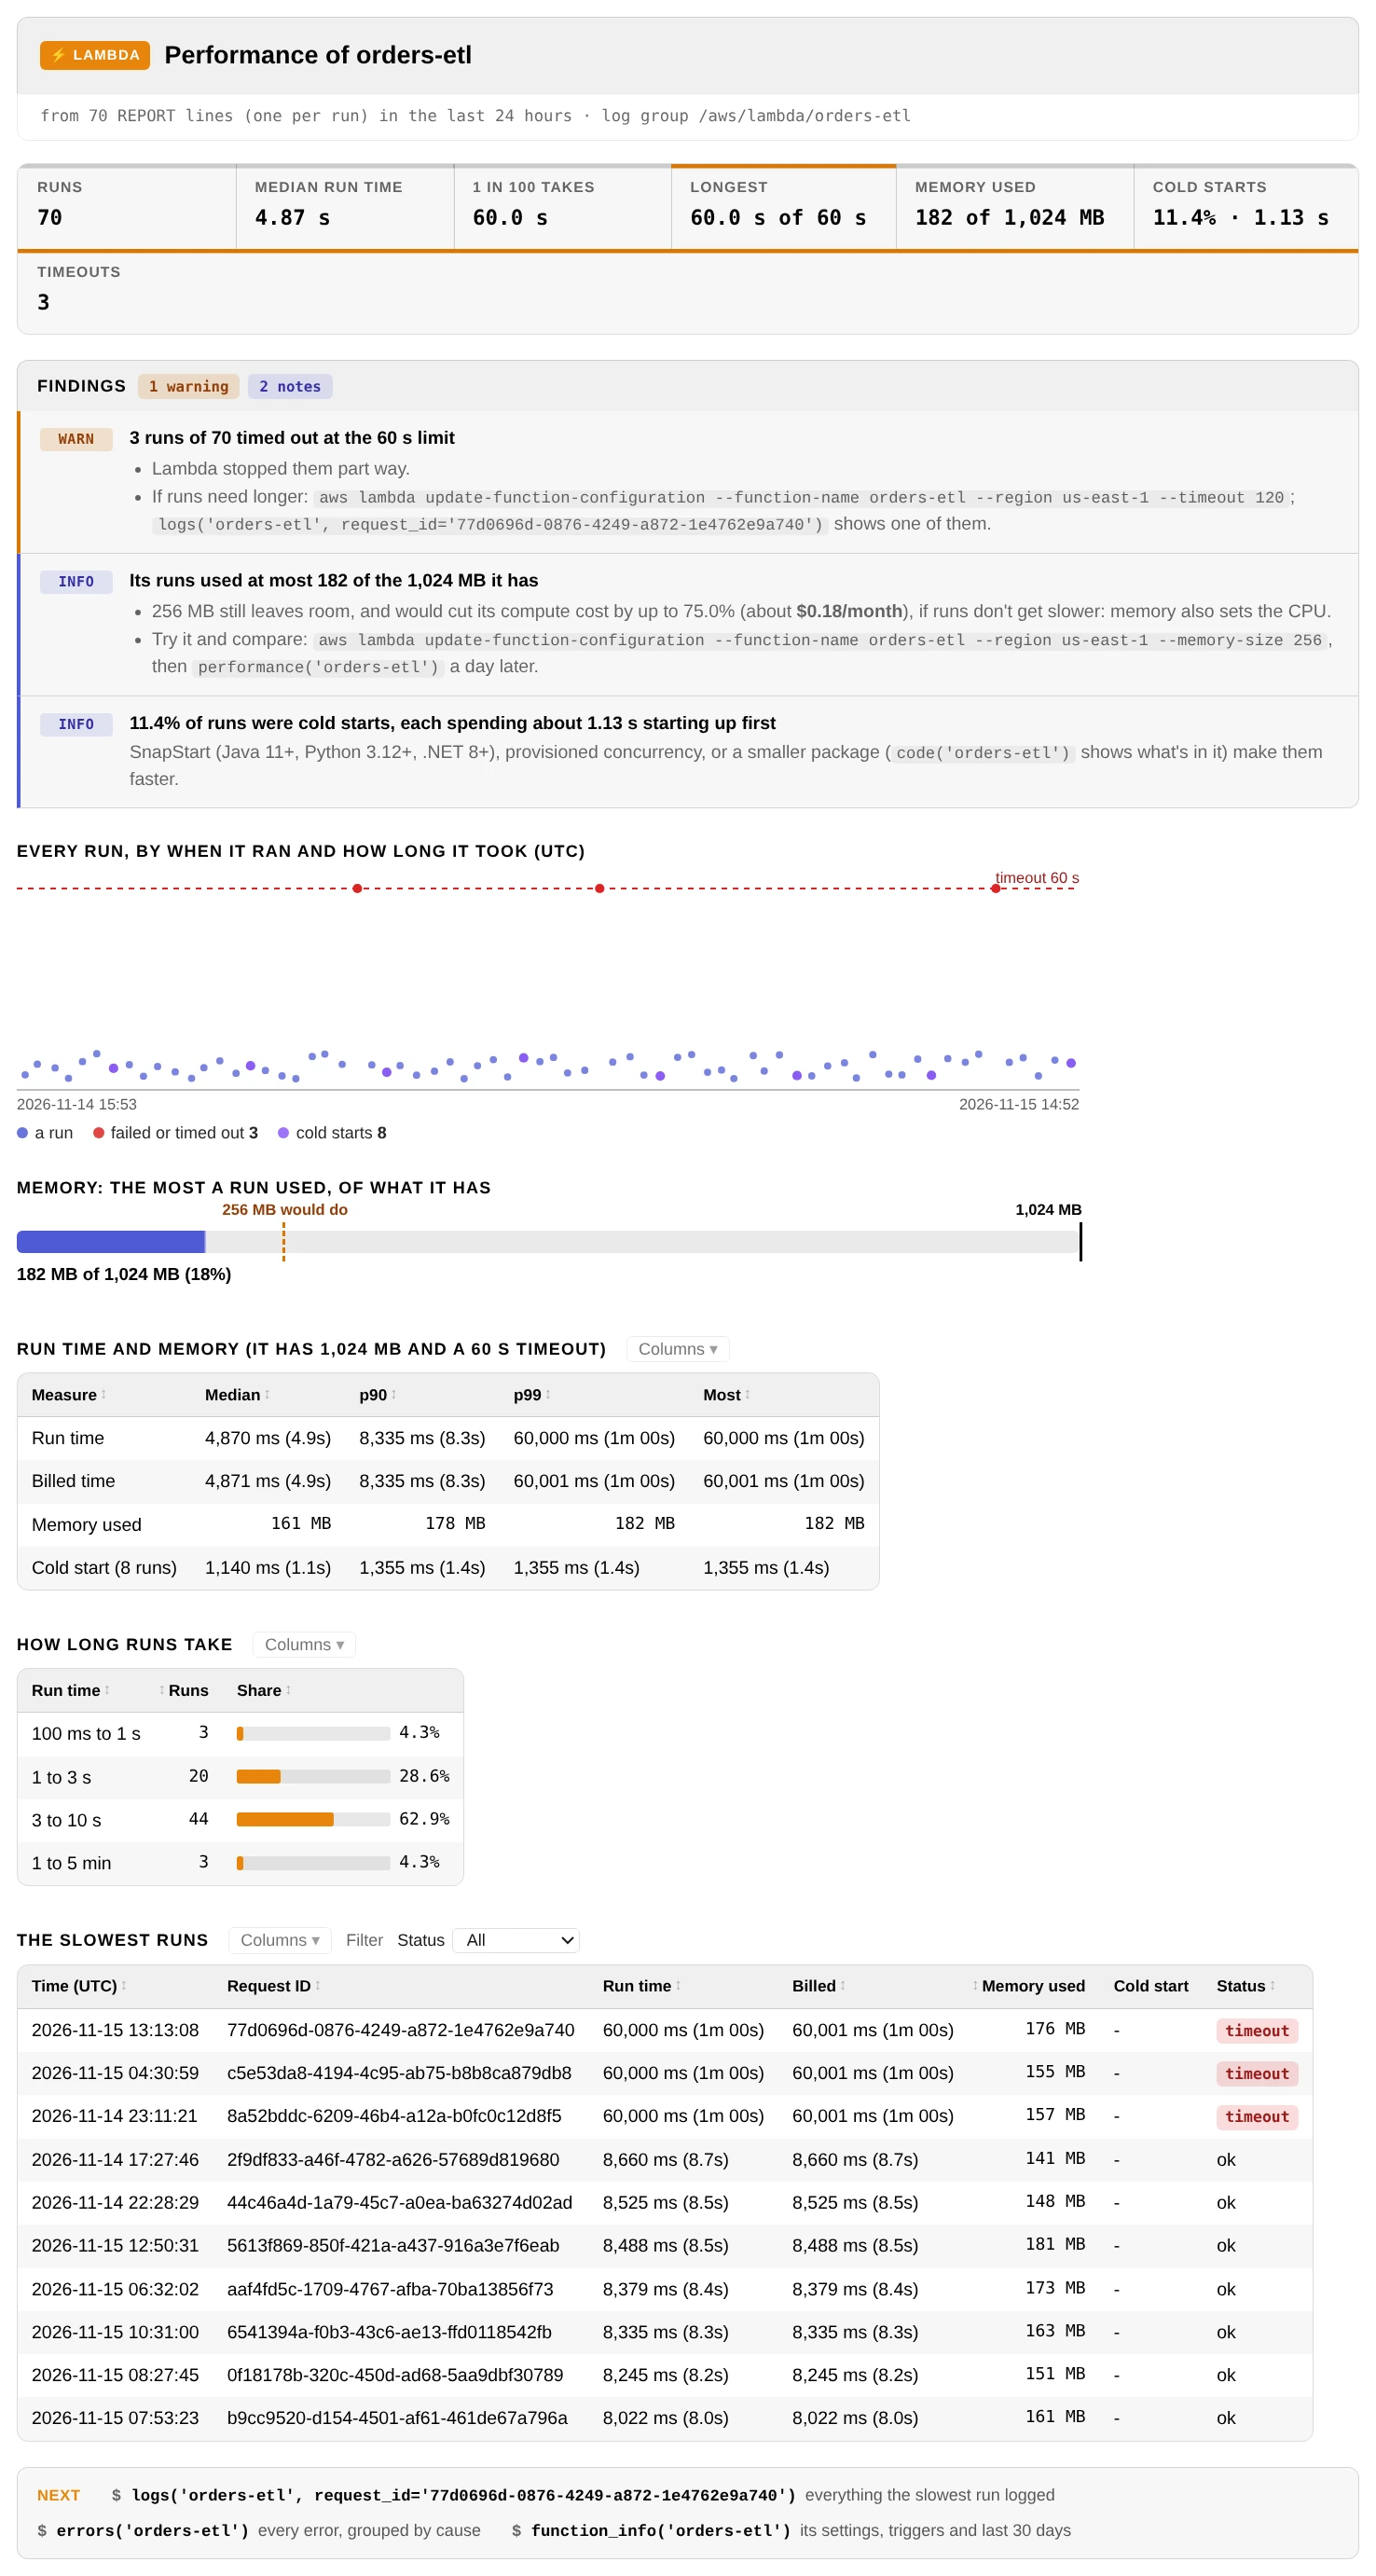 ⚡ LAMBDA Performance of orders-etl
from 70 REPORT lines (one per run) in the last 24 hours · log group /aws/lambda/orders-etl
RUNS MEDIAN RUN TIME 1 IN 100 TAKES LONGEST MEMORY USED COLD STARTS
70 4.87 s 60.0 s 60.0 s of 60 s 182 of 1,024 MB 11.4% · 1.13 s
TIMEOUTS
3
FINDINGS 1 warning 2 notes
WARN 3 runs of 70 timed out at the 60 s limit
• Lambda stopped them part way.
• If runs need longer: aws lambda update-function-configuration --function-name orders-etl --region us-east-1 --timeout 120 ;
logs('orders-etl', request_id='77d0696d-0876-4249-a872-1e4762e9a740') shows one of them.
INFO Its runs used at most 182 of the 1,024 MB it has
• 256 MB still leaves room, and would cut its compute cost by up to 75.0% (about $0.18/month), if runs don't get slower: memory also sets the CPU.
• Try it and compare: aws lambda update-function-configuration --function-name orders-etl --region us-east-1 --memory-size 256 ,
then performance('orders-etl') a day later.
INFO 11.4% of runs were cold starts, each spending about 1.13 s starting up first
SnapStart (Java 11+, Python 3.12+, .NET 8+), provisioned concurrency, or a smaller package ( code('orders-etl') shows what's in it) make them
faster.
EVERY RUN, BY WHEN IT RAN AND HOW LONG IT TOOK (UTC)
timeout 60 s
2026-11-14 15:53 2026-11-15 14:52
a run failed or timed out 3 cold starts 8
MEMORY: THE MOST A RUN USED, OF WHAT IT HAS
256 MB would do 1,024 MB
182 MB of 1,024 MB (18%)
RUN TIME AND MEMORY (IT HAS 1,024 MB AND A 60 S TIMEOUT) Columns ▾
Measure ↕ Median ↕ p90 ↕ p99 ↕ Most ↕
Run time 4,870 ms (4.9s) 8,335 ms (8.3s) 60,000 ms (1m 00s) 60,000 ms (1m 00s)
Billed time 4,871 ms (4.9s) 8,335 ms (8.3s) 60,001 ms (1m 00s) 60,001 ms (1m 00s)
Memory used 161 MB 178 MB 182 MB 182 MB
Cold start (8 runs) 1,140 ms (1.1s) 1,355 ms (1.4s) 1,355 ms (1.4s) 1,355 ms (1.4s)
HOW LONG RUNS TAKE Columns ▾
Run time ↕ ↕ Runs Share ↕
100 ms to 1 s 3 4.3%
1 to 3 s 20 28.6%
3 to 10 s 44 62.9%
1 to 5 min 3 4.3%
THE SLOWEST RUNS Columns ▾ Filter Status All
Time (UTC) ↕ Request ID ↕ Run time ↕ Billed ↕ ↕ Memory used Cold start Status ↕
2026-11-15 13:13:08 77d0696d-0876-4249-a872-1e4762e9a740 60,000 ms (1m 00s) 60,001 ms (1m 00s) 176 MB - timeout
2026-11-15 04:30:59 c5e53da8-4194-4c95-ab75-b8b8ca879db8 60,000 ms (1m 00s) 60,001 ms (1m 00s) 155 MB - timeout
2026-11-14 23:11:21 8a52bddc-6209-46b4-a12a-b0fc0c12d8f5 60,000 ms (1m 00s) 60,001 ms (1m 00s) 157 MB - timeout
2026-11-14 17:27:46 2f9df833-a46f-4782-a626-57689d819680 8,660 ms (8.7s) 8,660 ms (8.7s) 141 MB - ok
2026-11-14 22:28:29 44c46a4d-1a79-45c7-a0ea-ba63274d02ad 8,525 ms (8.5s) 8,525 ms (8.5s) 148 MB - ok
2026-11-15 12:50:31 5613f869-850f-421a-a437-916a3e7f6eab 8,488 ms (8.5s) 8,488 ms (8.5s) 181 MB - ok
2026-11-15 06:32:02 aaf4fd5c-1709-4767-afba-70ba13856f73 8,379 ms (8.4s) 8,379 ms (8.4s) 173 MB - ok
2026-11-15 10:31:00 6541394a-f0b3-43c6-ae13-ffd0118542fb 8,335 ms (8.3s) 8,335 ms (8.3s) 163 MB - ok
2026-11-15 08:27:45 0f18178b-320c-450d-ad68-5aa9dbf30789 8,245 ms (8.2s) 8,245 ms (8.2s) 151 MB - ok
2026-11-15 07:53:23 b9cc9520-d154-4501-af61-461de67a796a 8,022 ms (8.0s) 8,022 ms (8.0s) 161 MB - ok
NEXT $ logs('orders-etl', request_id='77d0696d-0876-4249-a872-1e4762e9a740') everything the slowest run logged
$ errors('orders-etl') every error, grouped by cause $ function_info('orders-etl') its settings, triggers and last 30 days